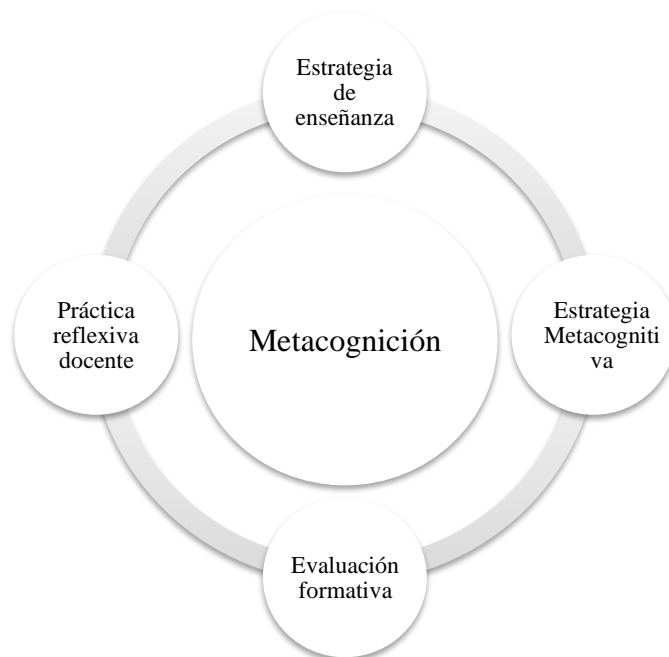 Estrategia
de
enseñanza
Práctica
reflexiva
docente
Metacognición
Estrategia
Metacogniti
va
Evaluación
formativa